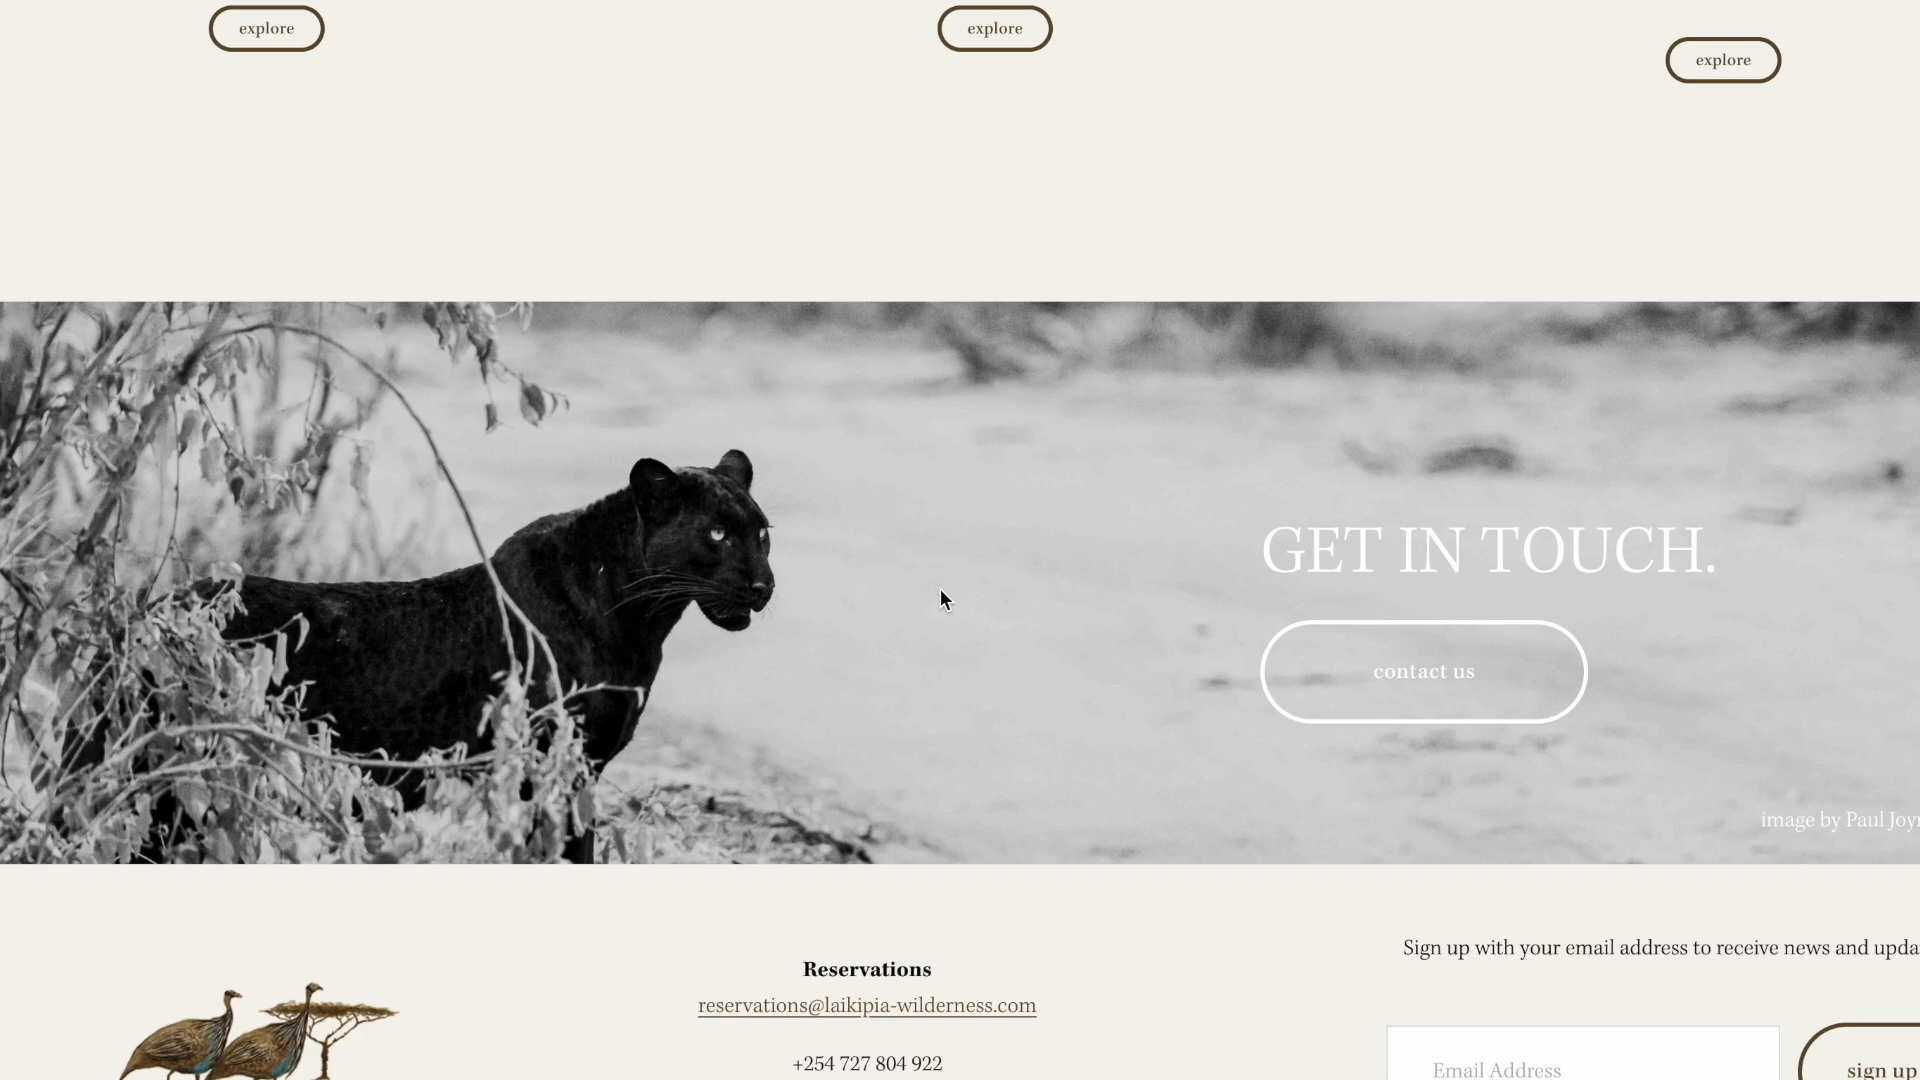 explore
explore
explore
GET IN TOUCH.
contact us
image by Paul
Sign up with your email address to receive news and
Reservations
reservations@laikipia-wilderness.com
+254 727 804 922
Email Address
sign up